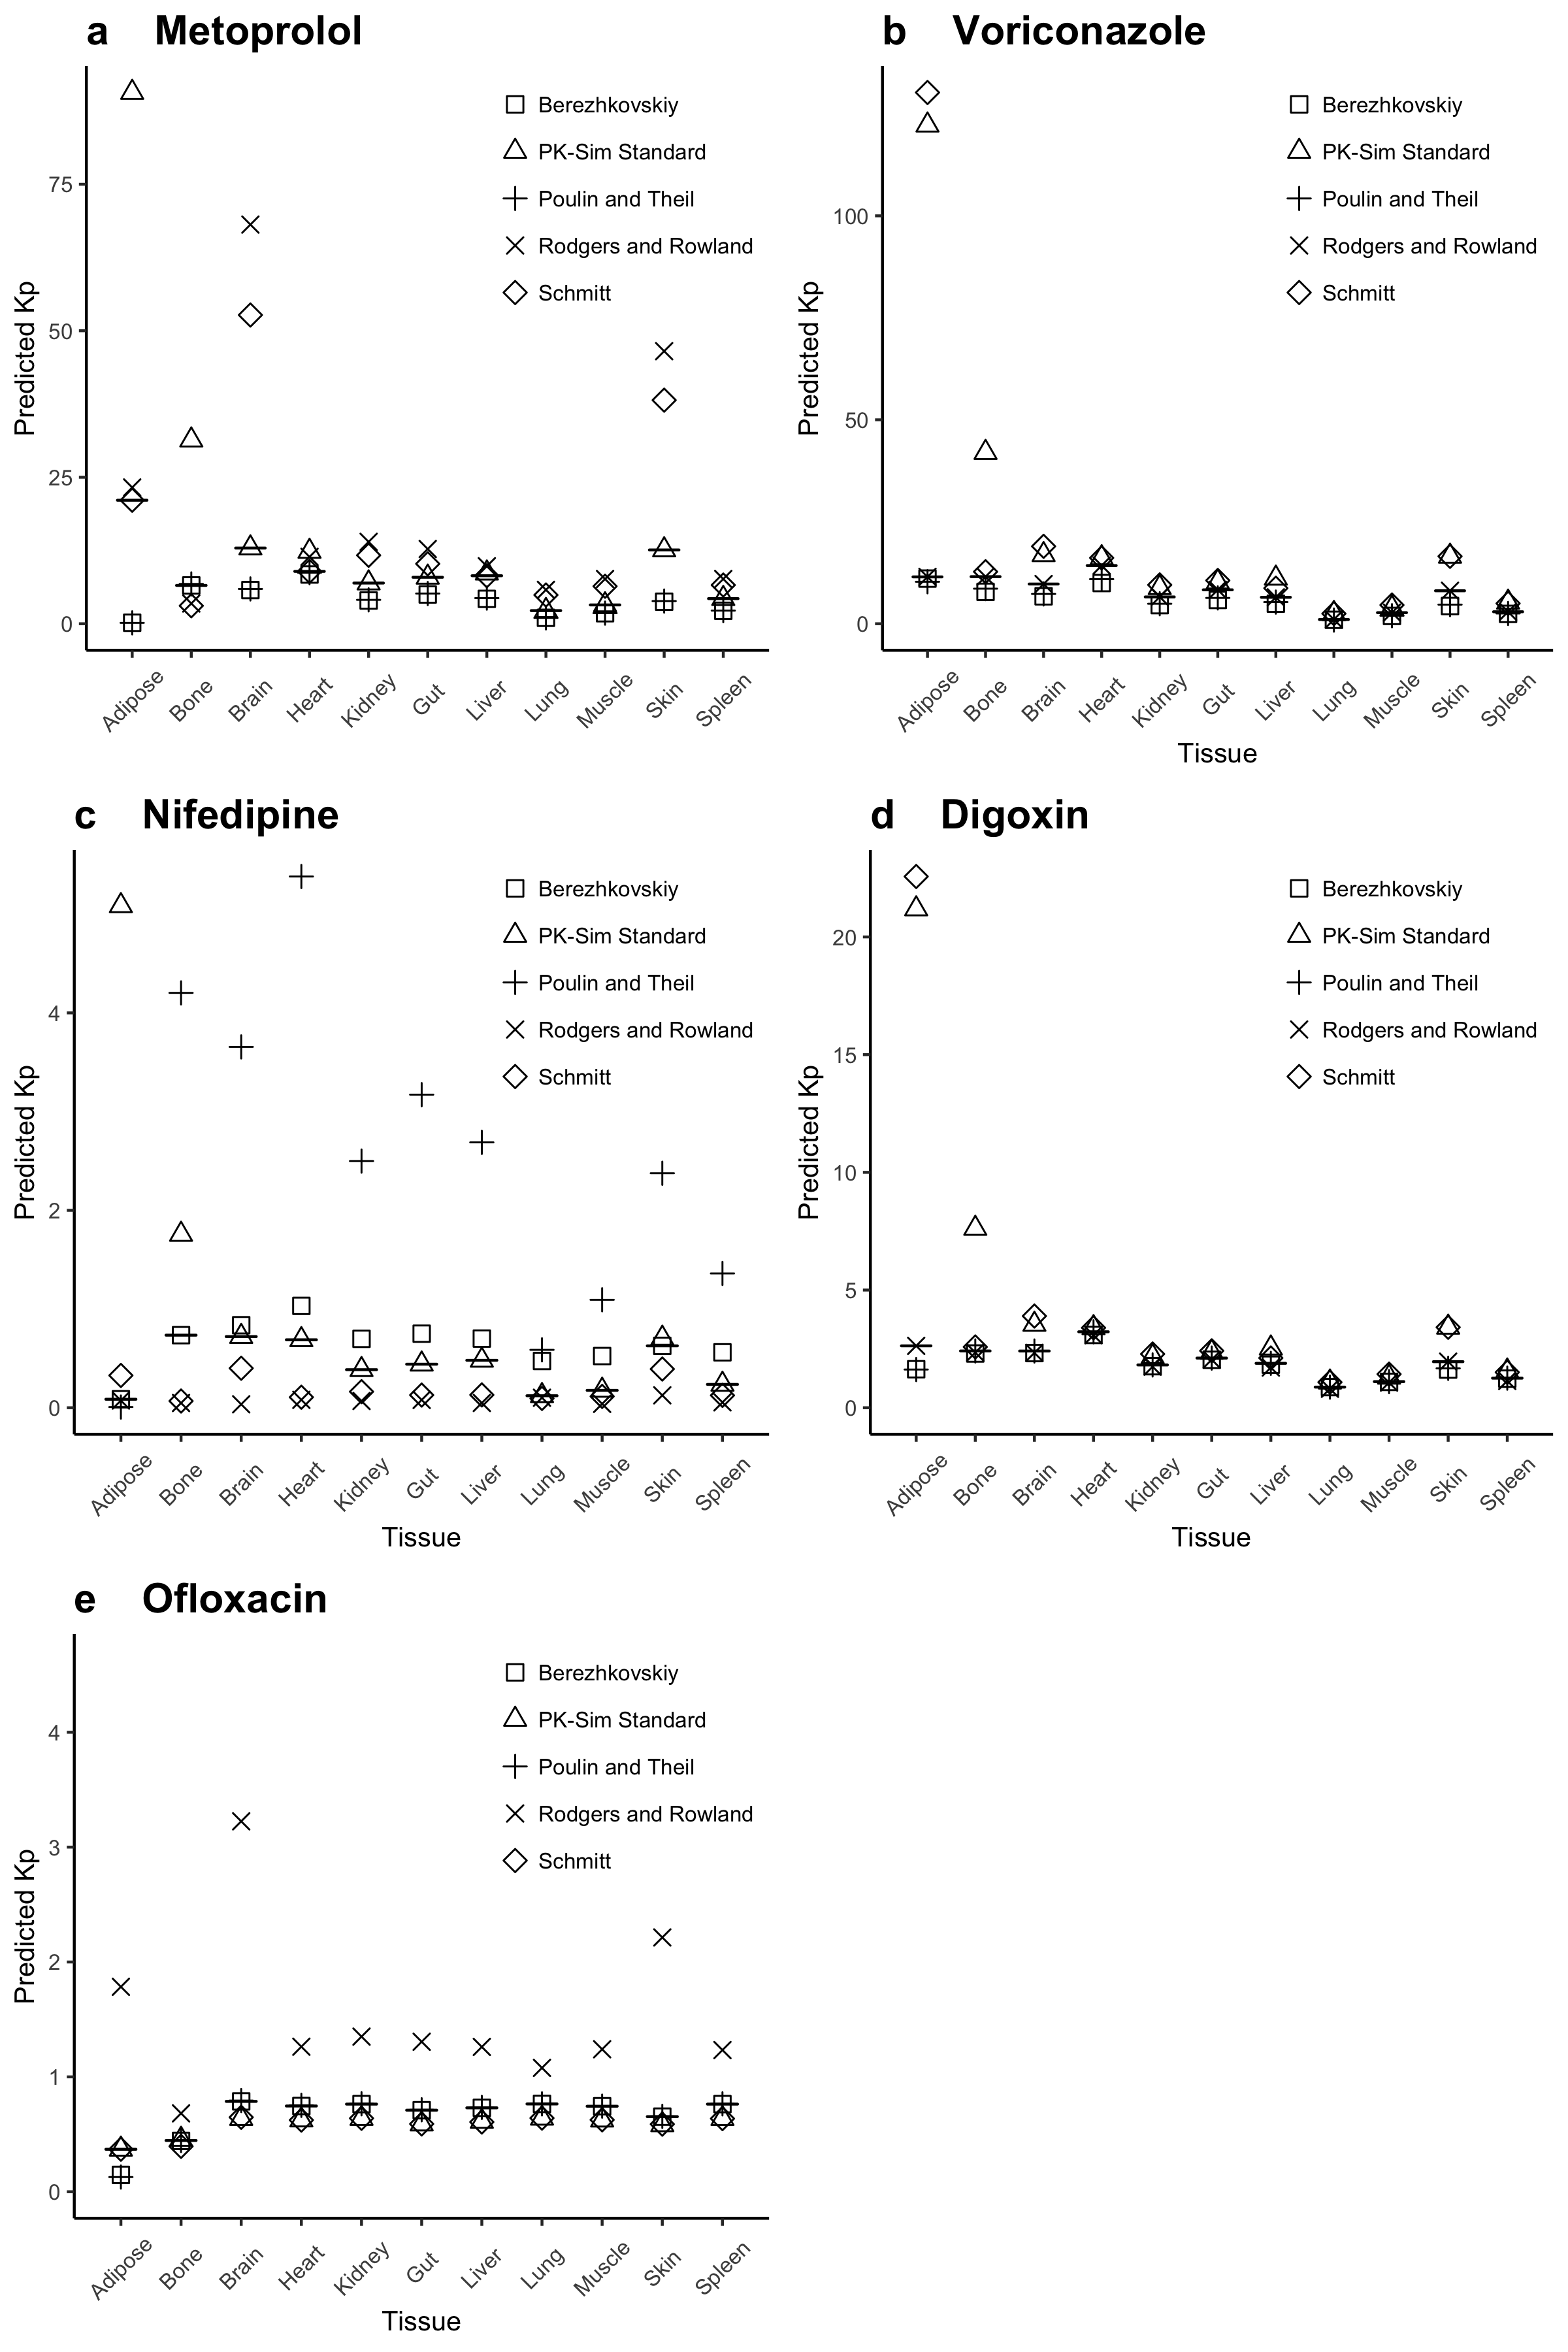 a Metoprolol
Predicted Kp
75
50
25
0
Berezhkovskiy
PK-Sim Standard
Poulin and Theil
Rodgers and Rowland
Schmitt
Adipose
Bone
Brain
Heart
Kidney
Gut
Liver
Lung
Muscle
Skin
Spleen
b Voriconazole
Predicted Kp
100
50
0
Berezhkovskiy
PK-Sim Standard
Poulin and Theil
Rodgers and Rowland
Schmitt
Adipose
Bone
Brain
Heart
Kidney
Gut
Liver
Lung
Muscle
Skin
Spleen
Tissue
c Nifedipine
Predicted Kp
4
2
0
Berezhkovskiy
PK-Sim Standard
Poulin and Theil
Rodgers and Rowland
Schmitt
Adipose
Bone
Brain
Heart
Kidney
Gut
Liver
Lung
Muscle
Skin
Spleen
Tissue
d Digoxin
Predicted Kp
20
15
10
5
0
Berezhkovskiy
PK-Sim Standard
Poulin and Theil
Rodgers and Rowland
Schmitt
Adipose
Bone
Brain
Heart
Kidney
Gut
Liver
Lung
Muscle
Skin
Spleen
Tissue
e Ofloxacin
Predicted Kp
4
3
2
1
0
Berezhkovskiy
PK-Sim Standard
Poulin and Theil
Rodgers and Rowland
Schmitt
Adipose
Bone
Brain
Heart
Kidney
Gut
Liver
Lung
Muscle
Skin
Spleen
Tissue